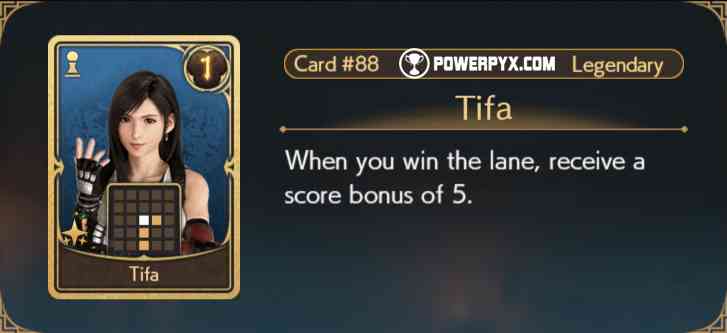 1
Tifa
Card #88 POWERPYX.COM Legendary
Tifa
When you win the lane, receive a
score bonus of 5.